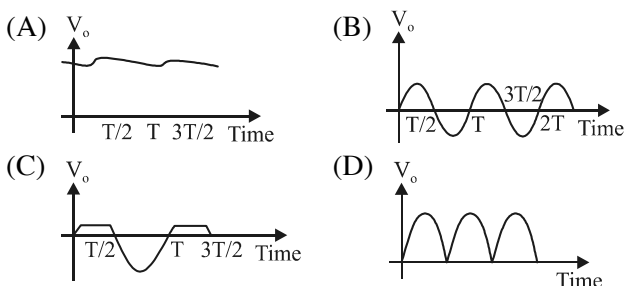 (A) Vo
T/2 T 3T/2 Time
(B) Vo
3T/2
T/2 T 2T Time
(C) Vo
T/2 T 3T/2 Time
(D) Vo
Time